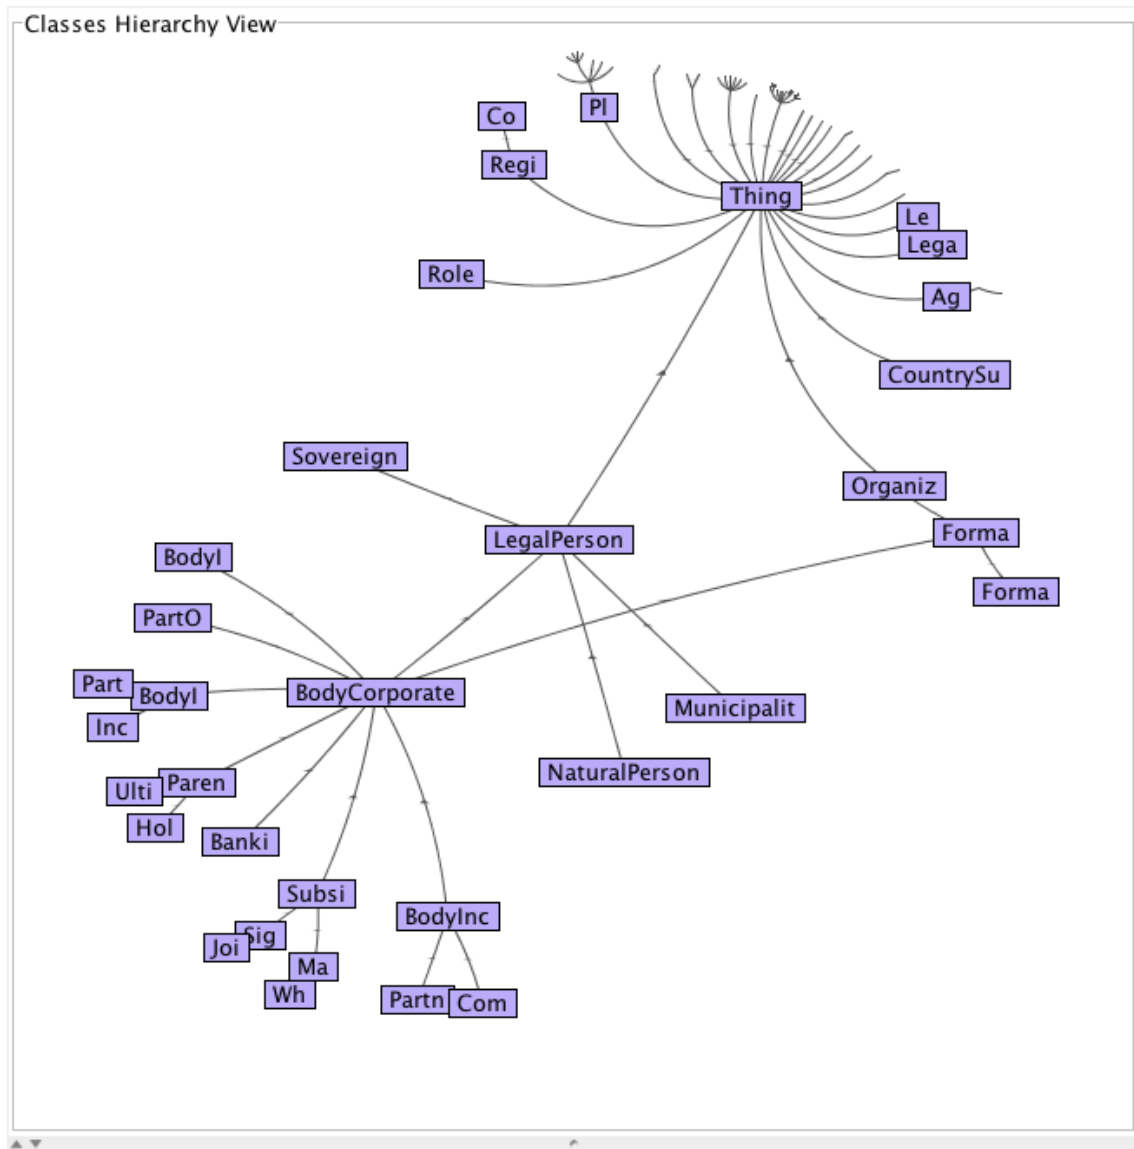 Classes Hierarchy View
Pl
Co
Regi
Thing
Le
Lega
Role
Ag
CountrySu
Sovereign
Organiz
LegalPerson
Forma
BodyI
Forma
PartO
Part
BodyI
BodyCorporate
Inc
Municipalit
NaturalPerson
Paren
Ulti
Hol
Banki
Subsi
BodyInc
Sig
Joi
Ma
Wh
Partn
Com